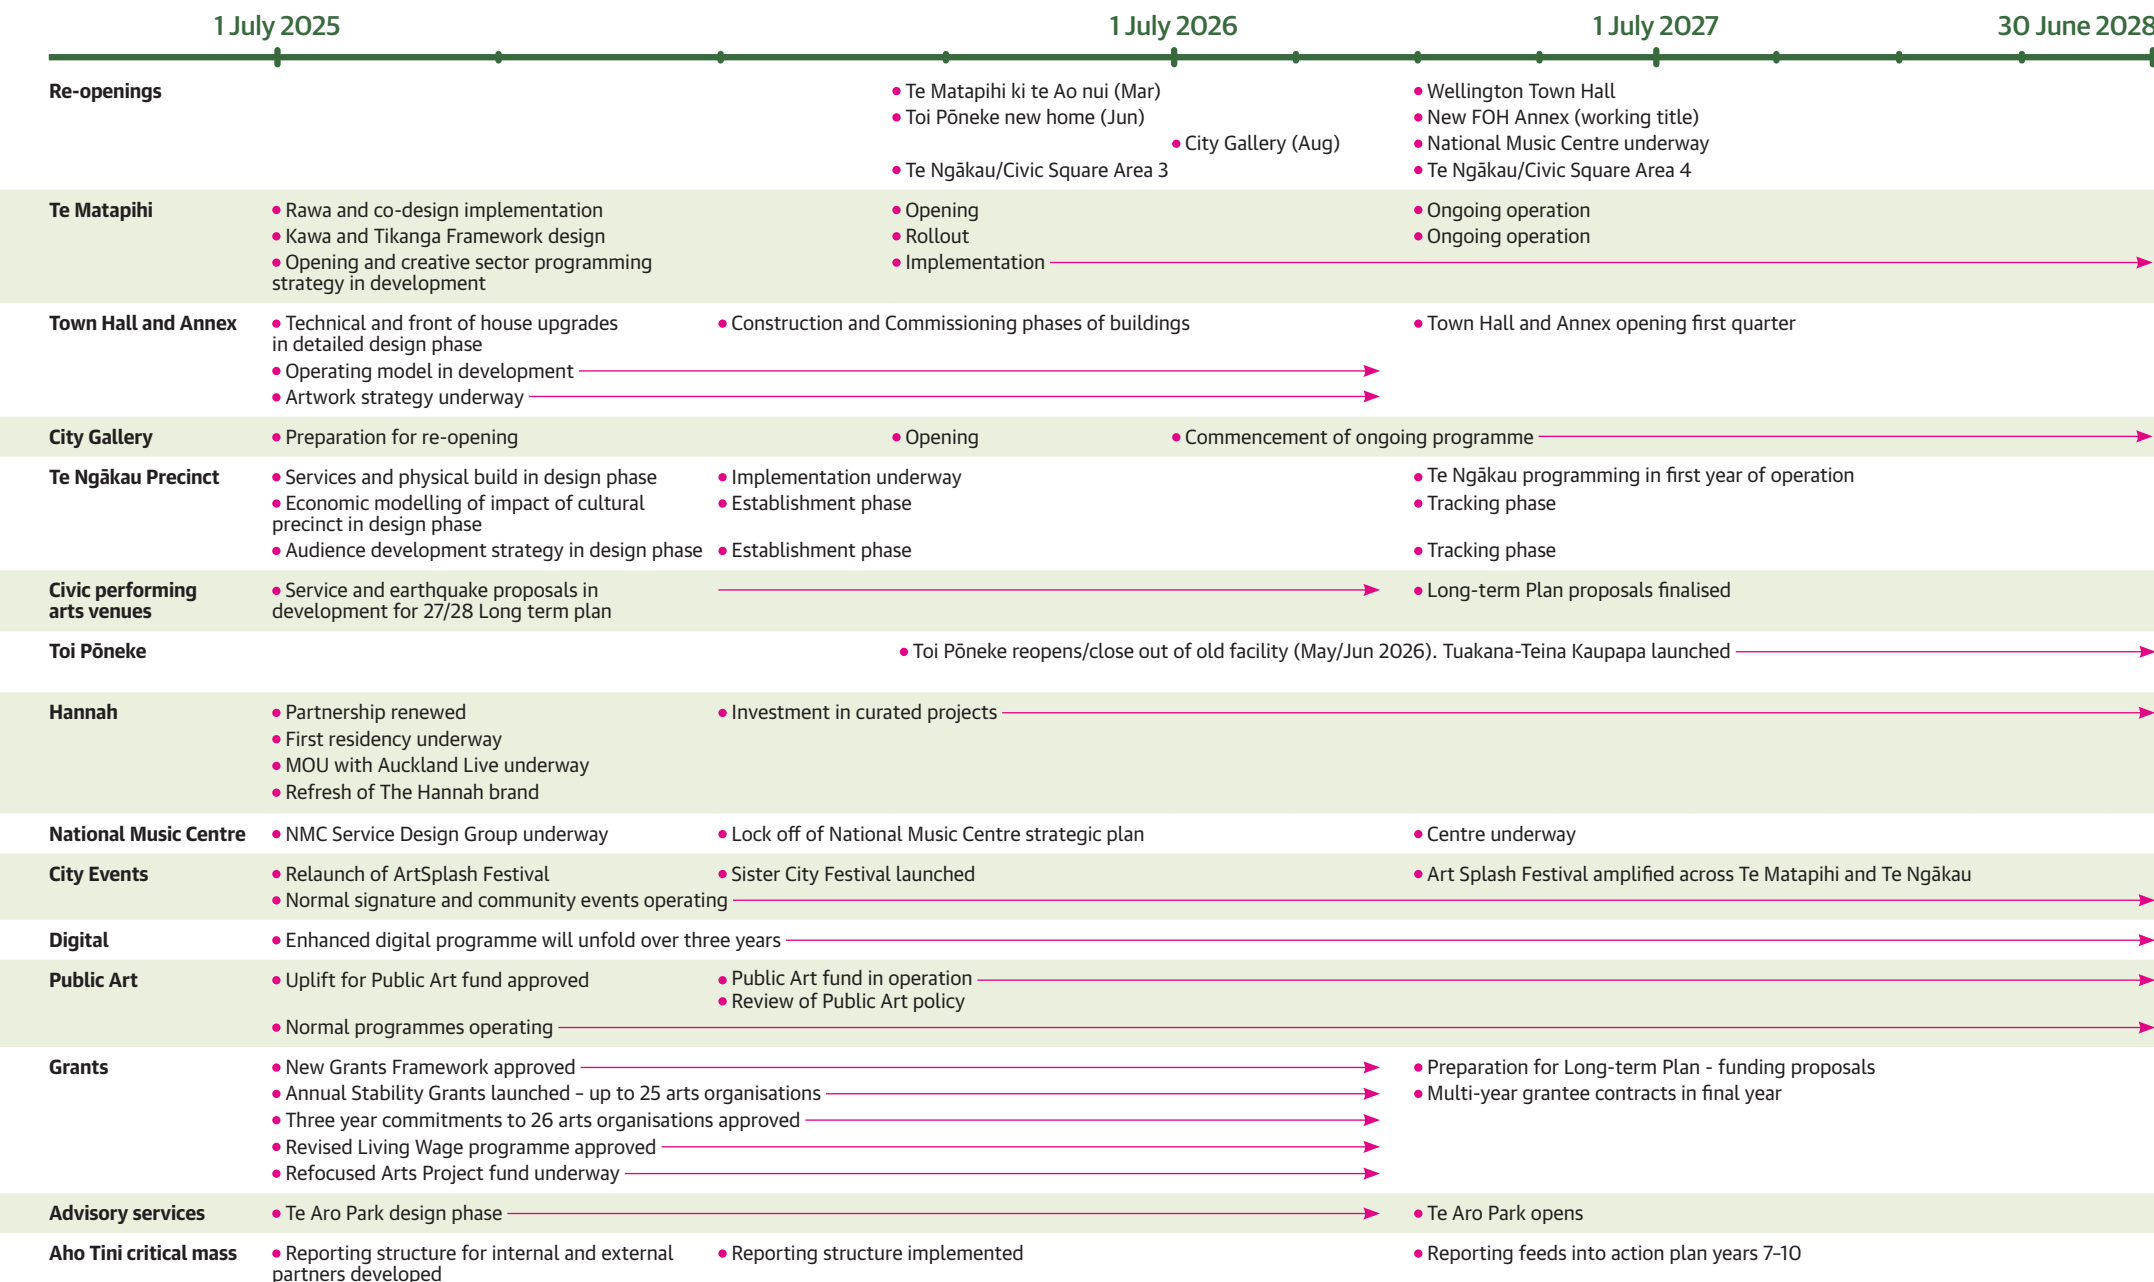 1 July 2025 1 July 2026 1 July 2027 30 June 2028
Re-openings • Te Matapihi ki te Ao nui (Mar) • Wellington Town Hall
• Toi Pōneke new home (Jun) • New FOH Annex (working title)
• City Gallery (Aug) • National Music Centre underway
• Te Ngākau/Civic Square Area 3 • Te Ngākau/Civic Square Area 4
Te Matapihi • Rawa and co-design implementation • Opening • Ongoing operation
• Kawa and Tikanga Framework design • Rollout • Ongoing operation
• Opening and creative sector programming • Implementation
strategy in development
Town Hall and Annex • Technical and front of house upgrades • Construction and Commissioning phases of buildings • Town Hall and Annex opening first quarter
in detailed design phase
• Operating model in development
• Artwork strategy underway
City Gallery • Preparation for re-opening • Opening • Commencement of ongoing programme
Te Ngākau Precinct • Services and physical build in design phase • Implementation underway • Te Ngākau programming in first year of operation
• Economic modelling of impact of cultural • Establishment phase • Tracking phase
precinct in design phase
• Audience development strategy in design phase • Establishment phase • Tracking phase
Civic performing • Service and earthquake proposals in • Long-term Plan proposals finalised
arts venues development for 27/28 Long term plan
Toi Pōneke • Toi Pōneke reopens/close out of old facility (May/Jun 2026). Tuakana-Teina Kaupapa launched
Hannah • Partnership renewed • Investment in curated projects
• First residency underway
• MOU with Auckland Live underway
• Refresh of The Hannah brand
National Music Centre • NMC Service Design Group underway • Lock off of National Music Centre strategic plan • Centre underway
City Events • Relaunch of ArtSplash Festival • Sister City Festival launched • Art Splash Festival amplified across Te Matapihi and Te Ngākau
• Normal signature and community events operating
Digital • Enhanced digital programme will unfold over three years
Public Art • Uplift for Public Art fund approved • Public Art fund in operation
• Review of Public Art policy
• Normal programmes operating
Grants • New Grants Framework approved • Preparation for Long-term Plan - funding proposals
• Annual Stability Grants launched – up to 25 arts organisations • Multi-year grantee contracts in final year
• Three year commitments to 26 arts organisations approved
• Revised Living Wage programme approved
• Refocused Arts Project fund underway
Advisory services • Te Aro Park design phase • Te Aro Park opens
Aho Tini critical mass • Reporting structure for internal and external • Reporting structure implemented • Reporting feeds into action plan years 7–10
partners developed